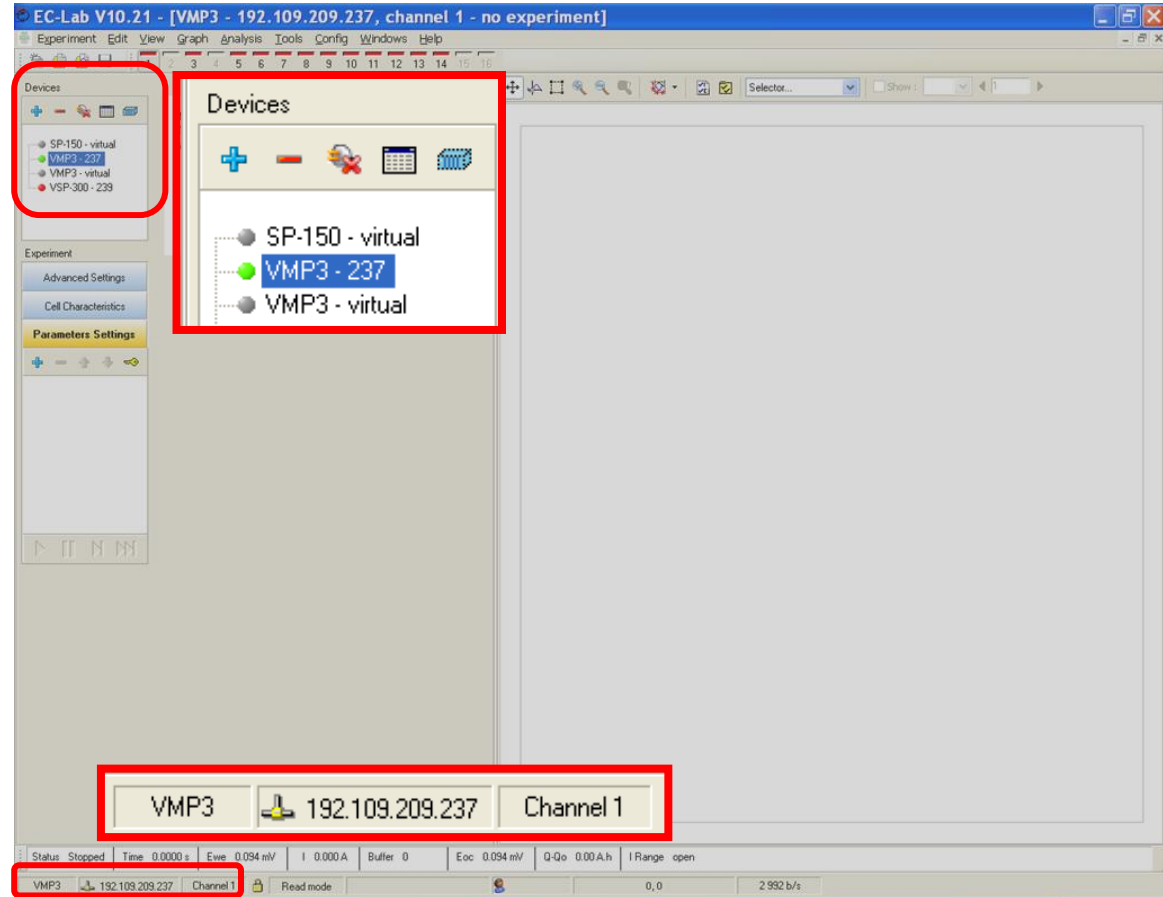 EC-Lab V10.21 - [VMP3 - 192.109.209.237, channel 1 - no experiment]
Experiment Edit View Graph Analysis Tools Config Windows Help
1 2 3 4 5 6 7 8 9 10 11 12 13 14 15 16
Selector... Show : 1
Devices
SP-150 - virtual
VMP3 - 237
VMP3 - virtual
VSP-300 - 239
Devices
SP-150 - virtual
VMP3 - 237
VMP3 - virtual
Experiment
Advanced Settings
Cell Characteristics
Parameters Settings
VMP3 192.109.209.237 Channel 1
Status Stopped Time 0.0000 s Ewe 0.094 mV I 0.000 A Buffer 0 Eoc 0.094 mV Q-Qo 0.00 A.h I Range open
VMP3 192.109.209.237 Channel 1 Read mode 0, 0 2 992 b/s